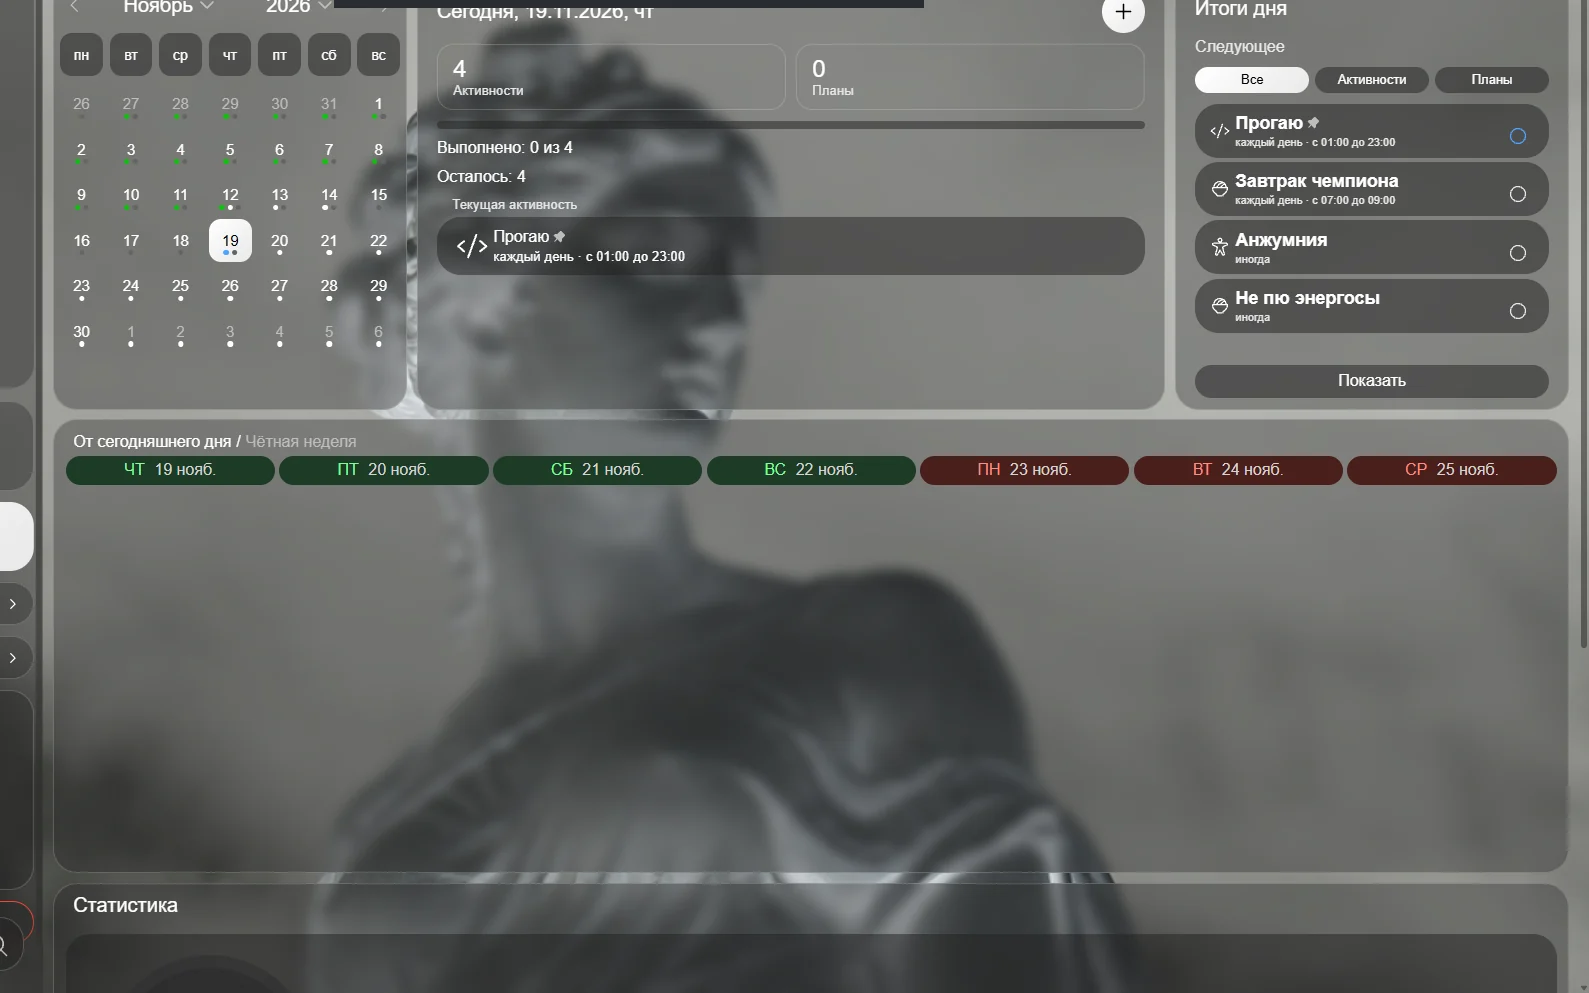 Ноябрь 2026
пн вт ср чт пт сб вс
26 27 28 29 30 31 1
2 3 4 5 6 7 8
9 10 11 12 13 14 15
16 17 18 19 20 21 22
23 24 25 26 27 28 29
30 1 2 3 4 5 6
Сегодня, 19.11.2026, чт
4
Активности
0
Планы
Выполнено: 0 из 4
Осталось: 4
Текущая активность
Прогаю
каждый день · с 01:00 до 23:00
Итоги дня
Следующее
Все Активности Планы
Прогаю
каждый день · с 01:00 до 23:00
Завтрак чемпиона
каждый день · с 07:00 до 09:00
Анжумния
иногда
Не пю энергосы
иногда
Показать
От сегодняшнего дня / Чётная неделя
ЧТ 19 нояб. ПТ 20 нояб. СБ 21 нояб. ВС 22 нояб. ПН 23 нояб. ВТ 24 нояб. СР 25 нояб.
Статистика